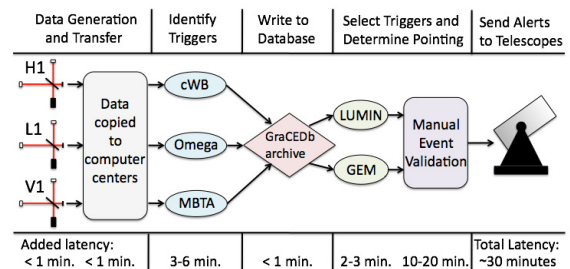 Data Generation
and Transfer
Identify
Triggers
Write to
Database
Select Triggers and
Determine Pointing
Send Alerts
to Telescopes
H1
L1
V1
Data
copied
to
computer
centers
cWB
Omega
MBTA
GraCEDb
archive
LUMIN
GEM
Manual
Event
Validation
Added latency:
< 1 min. < 1 min.
3-6 min.
< 1 min.
2-3 min. 10-20 min.
Total Latency:
~30 minutes